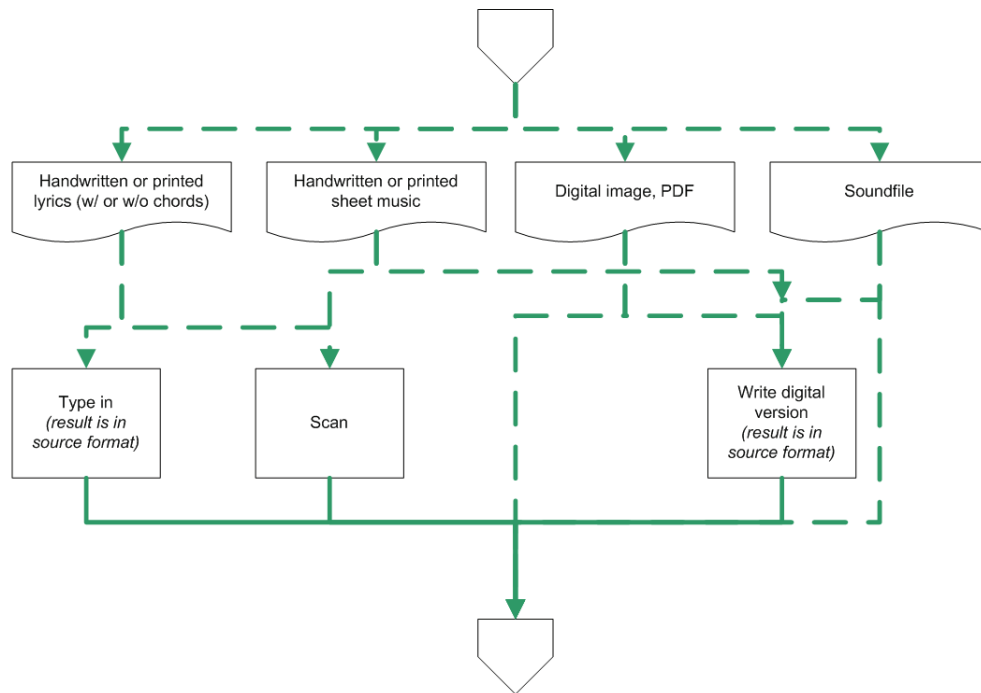 Handwritten or printed
lyrics (w/ or w/o chords)
Handwritten or printed
sheet music
Digital image, PDF
Soundfile
Type in
(result is in
source format)
Scan
Write digital
version
(result is in
source format)